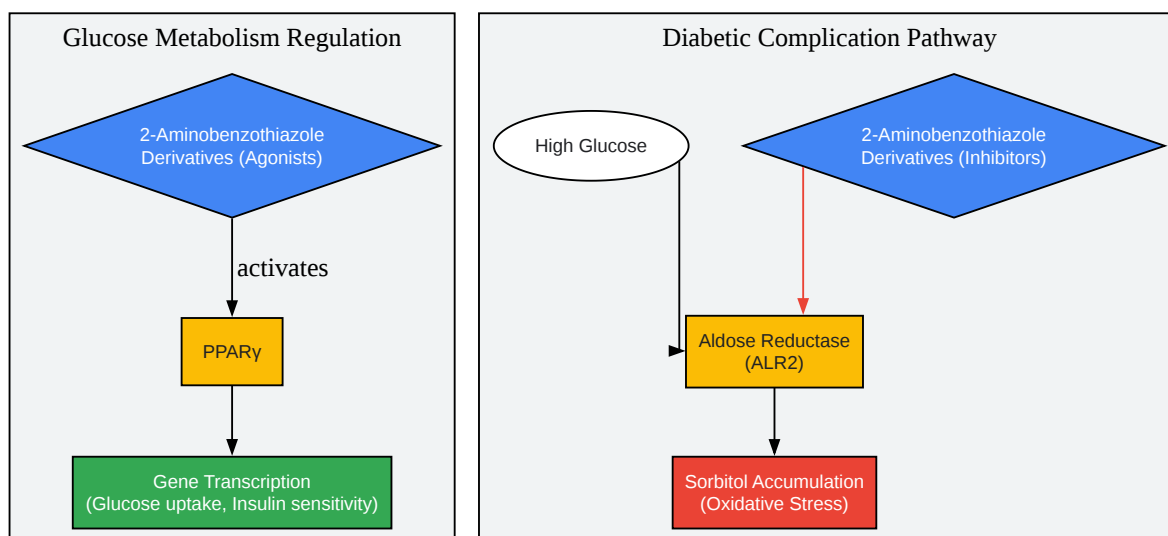 Glucose Metabolism Regulation
2-Aminobenzothiazole
Derivatives (Agonists)
activates
PPARγ
Gene Transcription
(Glucose uptake, Insulin sensitivity)
Diabetic Complication Pathway
High Glucose
2-Aminobenzothiazole
Derivatives (Inhibitors)
Aldose Reductase
(ALR2)
Sorbitol Accumulation
(Oxidative Stress)